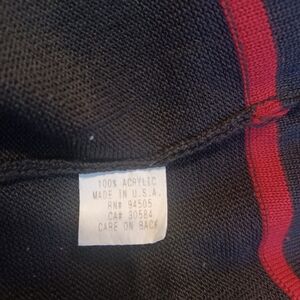 100% ACRYLIC
MADE IN U.S.A.
RN# 94505
CA# 30584
CARE ON BACK